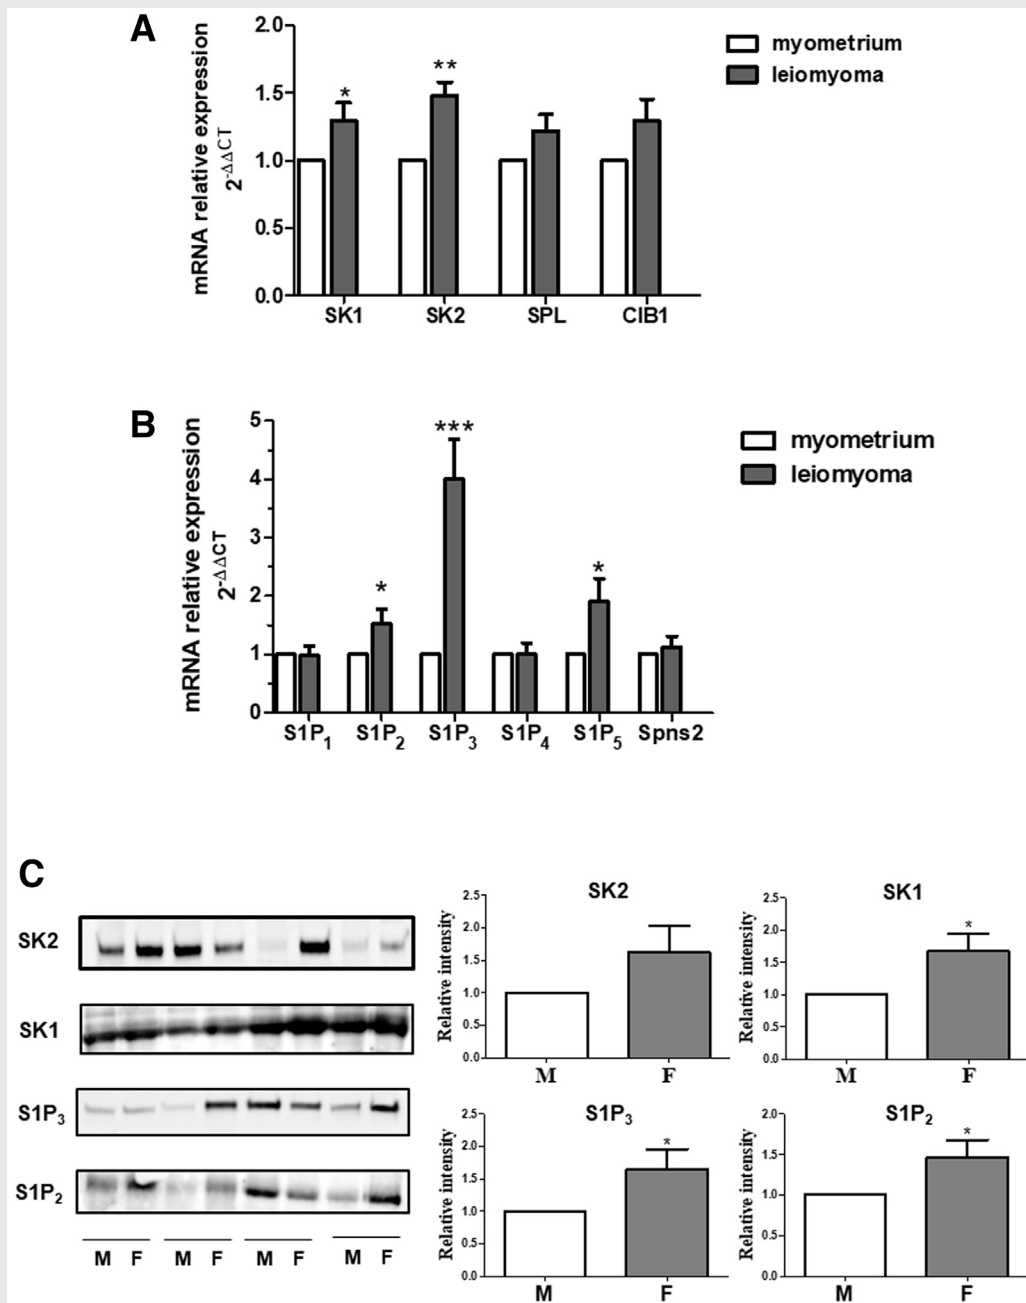 A
mRNA relative expression
2^-ΔΔCT
2.0
1.5
1.0
0.5
0.0
*
**
SK1 SK2 SPL CIB1
myometrium
leiomyoma
B
mRNA relative expression
2^-ΔΔCT
5
4
3
2
1
0
*
***
*
S1P₁ S1P₂ S1P₃ S1P₄ S1P₅ Spns2
myometrium
leiomyoma
C
SK2
SK1
S1P₃
S1P₂
M F M F M F M F
SK2
Relative intensity
2.5
2.0
1.5
1.0
0.5
0.0
M F
SK1
Relative intensity
2.5
2.0
1.5
1.0
0.5
0.0
*
M F
S1P₃
Relative intensity
2.5
2.0
1.5
1.0
0.5
0.0
*
M F
S1P₂
Relative intensity
2.0
1.5
1.0
0.5
0.0
*
M F